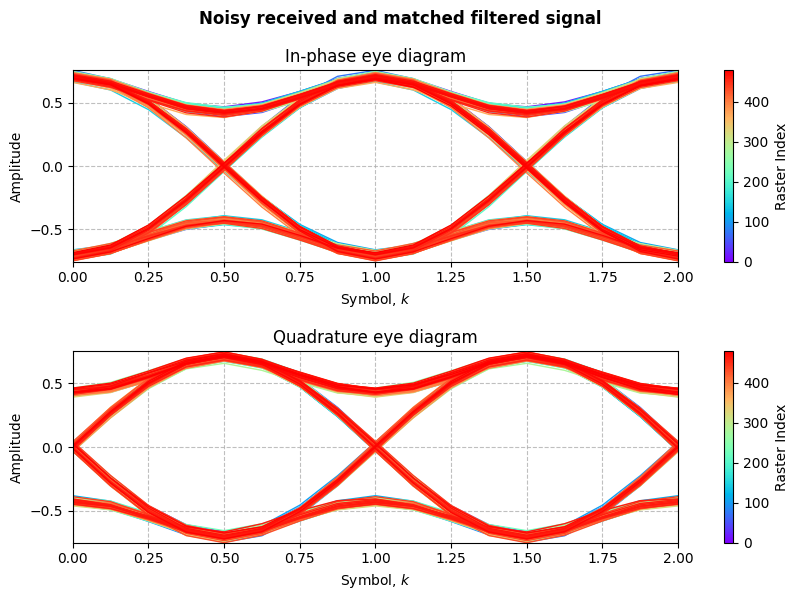 Noisy received and matched filtered signal
In-phase eye diagram
Amplitude
0.5
0.0
−0.5
0.00 0.25 0.50 0.75 1.00 1.25 1.50 1.75 2.00
Symbol, k
400
300
200
100
0
Raster Index
Quadrature eye diagram
Amplitude
0.5
0.0
−0.5
0.00 0.25 0.50 0.75 1.00 1.25 1.50 1.75 2.00
Symbol, k
400
300
200
100
0
Raster Index